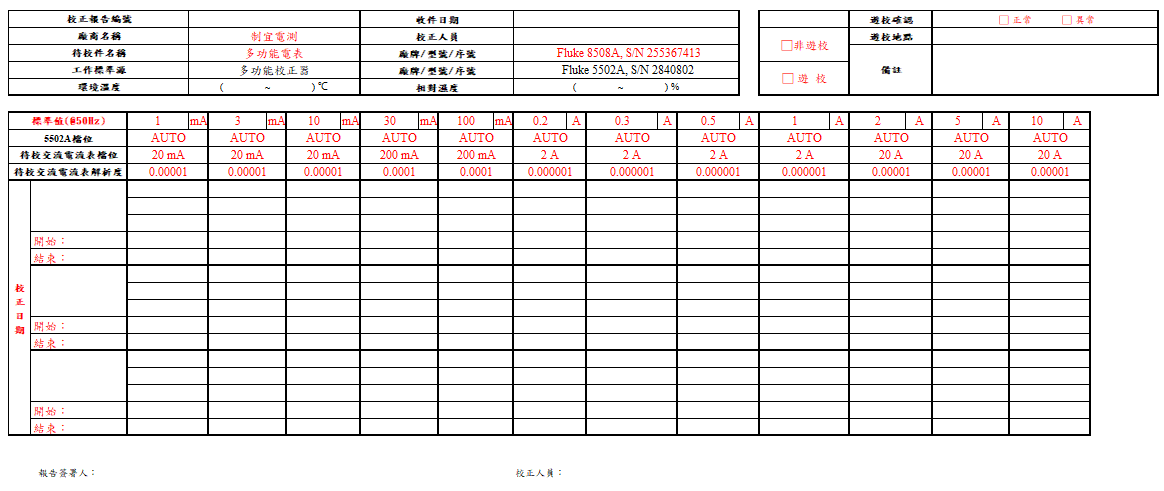 校正報告編號 收件日期 遊校確認 □ 正常 □ 異常
廠商名稱 制宜電測 校正人員 □非遊校 遊校地點
待校件名稱 多功能電表 廠牌/型號/序號 Fluke 8508A, S/N 255367413
工作標準源 多功能校正器 廠牌/型號/序號 Fluke 5502A, S/N 2840802 □ 遊 校 備註
環境溫度 ( ~ )℃ 相對濕度 ( ~ )%
標準值(@50Hz) 1 mA 3 mA 10 mA 30 mA 100 mA 0.2 A 0.3 A 0.5 A 1 A 2 A 5 A 10 A
5502A檔位 AUTO AUTO AUTO AUTO AUTO AUTO AUTO AUTO AUTO AUTO AUTO AUTO
待校交流電流表檔位 20 mA 20 mA 20 mA 200 mA 200 mA 2 A 2 A 2 A 2 A 20 A 20 A 20 A
待校交流電流表解析度 0.00001 0.00001 0.00001 0.0001 0.0001 0.000001 0.000001 0.000001 0.000001 0.00001 0.00001 0.00001
校正日期
開始：
結束：
開始：
結束：
開始：
結束：
報告簽署人： 校正人員：